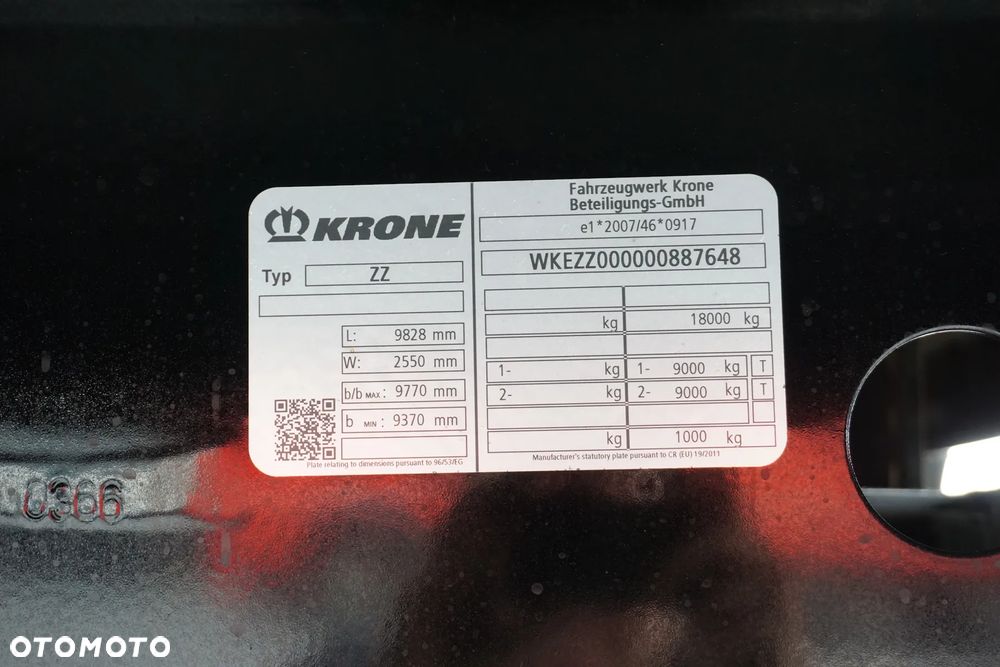 KRONE
Typ ZZ
L: 9828 mm
W: 2550 mm
b/b MAX : 9770 mm
b MIN : 9370 mm
Plate relating to dimensions pursuant to 96/53/EG
Fahrzeugwerk Krone
Beteiligungs-GmbH
e1*2007/46*0917
WKEZZ000000887648
kg 18000 kg
1- kg 1- 9000 kg T
2- kg 2- 9000 kg T
kg 1000 kg
Manufacturer's statutory plate pursuant to CR (EU) 19/2011
0366
OTOMOTO